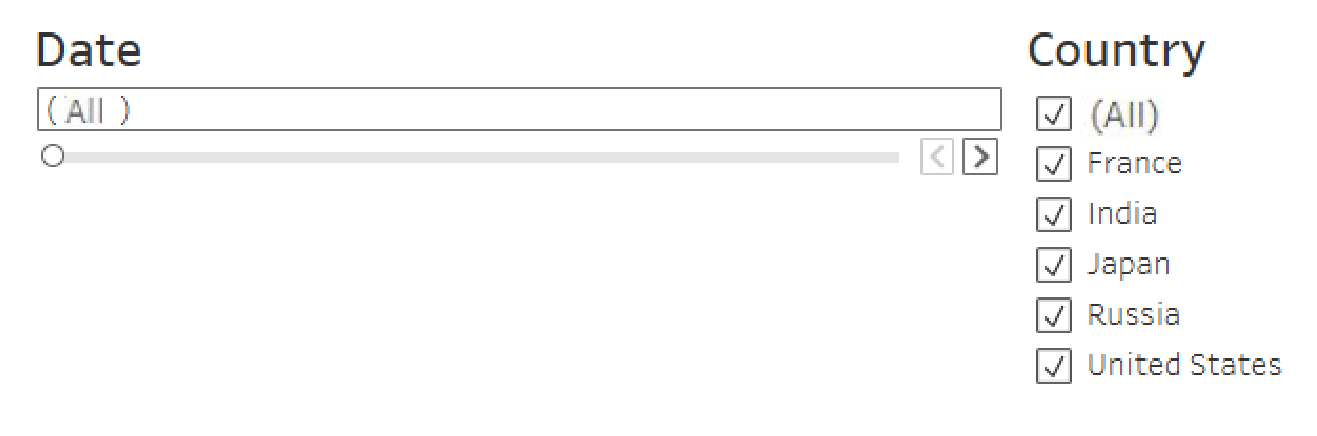 Date
( All )
Country
(All)
France
India
Japan
Russia
United States